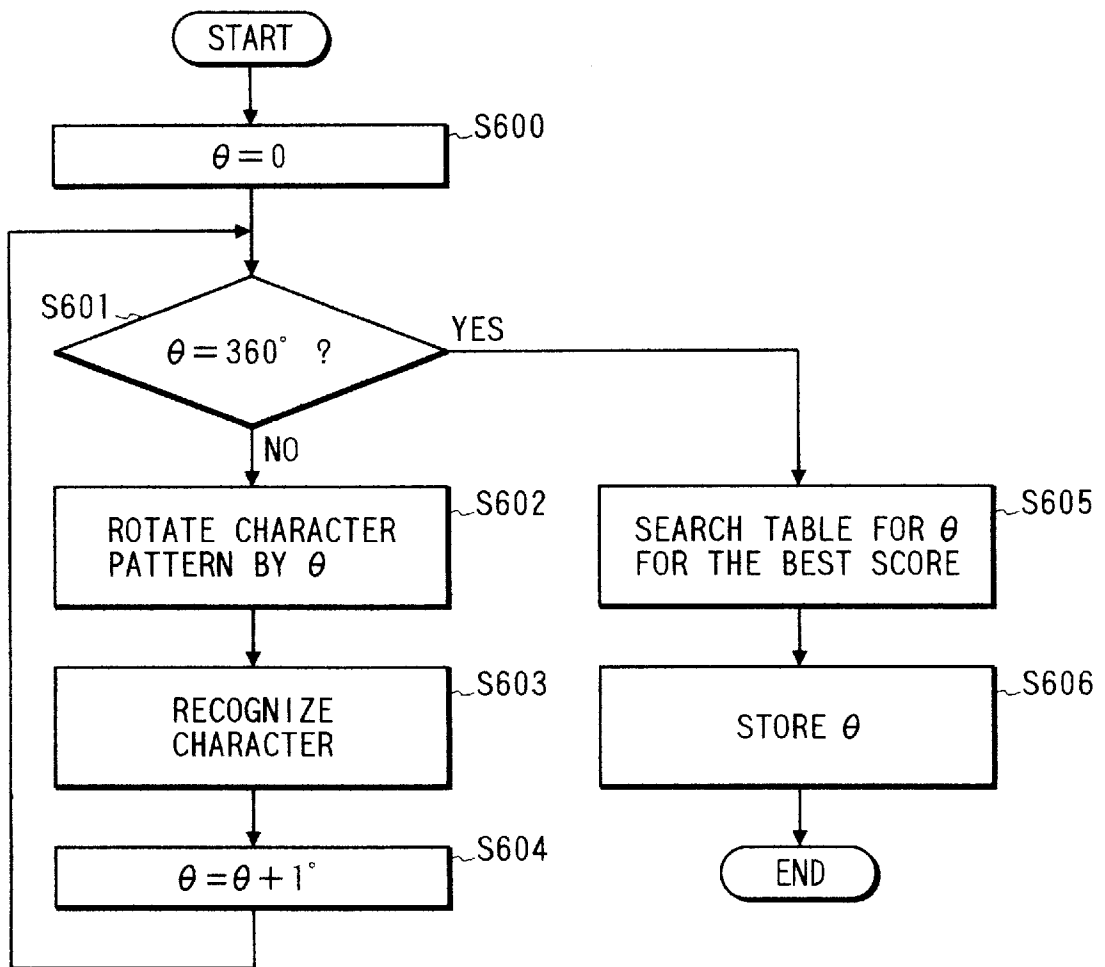 START
S600
θ=0
S601
θ=360° ?
YES
NO
S602
ROTATE CHARACTER
PATTERN BY θ
S605
SEARCH TABLE FOR θ
FOR THE BEST SCORE
S603
RECOGNIZE
CHARACTER
S606
STORE θ
S604
θ=θ+1°
END